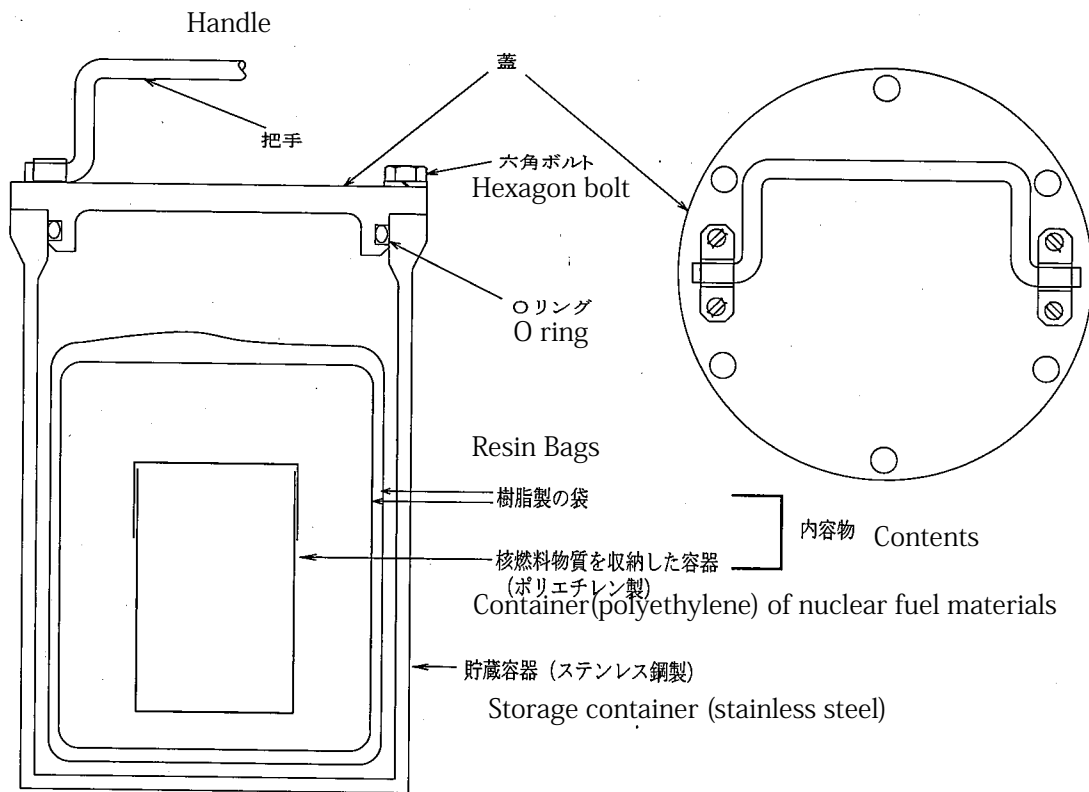 Handle
蓋
把手
六角ボルト
Hexagon bolt
Oリング
O ring
Resin Bags
樹脂製の袋
内容物 Contents
核燃料物質を収納した容器
(ポリエチレン製)
Container(polyethylene) of nuclear fuel materials
貯蔵容器 (ステンレス鋼製)
Storage container (stainless steel)